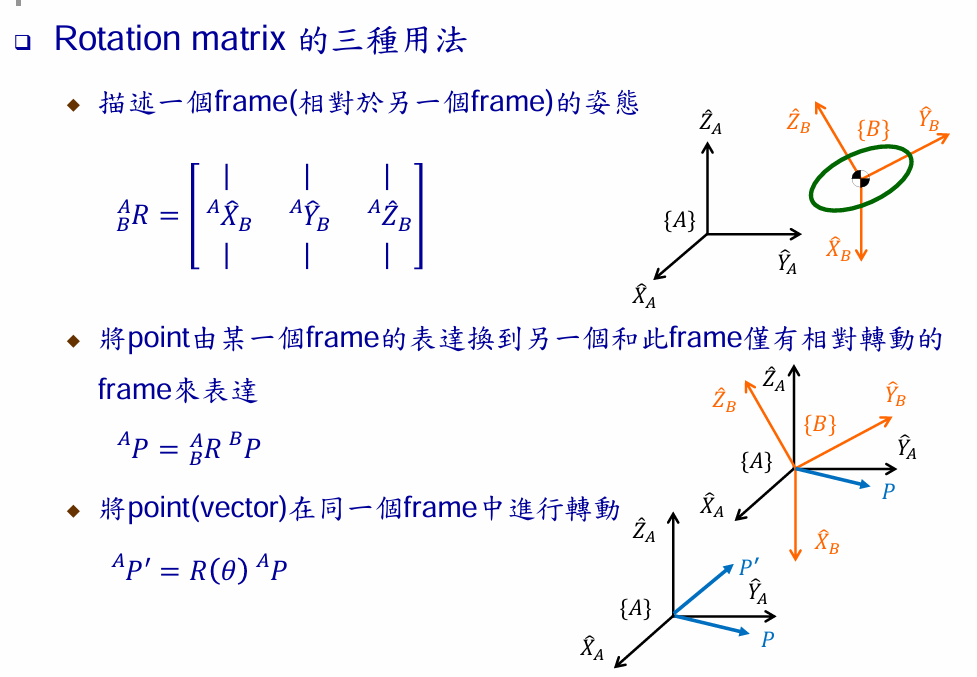 ❑ Rotation matrix 的三種用法
◆ 描述一個frame(相對於另一個frame)的姿態
$^A_BR = \begin{bmatrix} | & | & | \\ ^A\hat{X}_B & ^A\hat{Y}_B & ^A\hat{Z}_B \\ | & | & | \end{bmatrix}$
$\hat{Z}_A$
{A}
$\hat{Y}_A$
$\hat{X}_A$
$\hat{Z}_B$
{B}
$\hat{Y}_B$
$\hat{X}_B$
◆ 將point由某一個frame的表達換到另一個和此frame僅有相對轉動的
frame來表達
$^AP = {^A_BR}\,{^BP}$
$\hat{Z}_B$
$\hat{Z}_A$
{B}
$\hat{Y}_B$
{A}
$\hat{Y}_A$
P
$\hat{X}_A$
$\hat{X}_B$
◆ 將point(vector)在同一個frame中進行轉動
$^AP' = R(\theta)\,{^AP}$
$\hat{Z}_A$
P′
{A}
$\hat{Y}_A$
P
$\hat{X}_A$